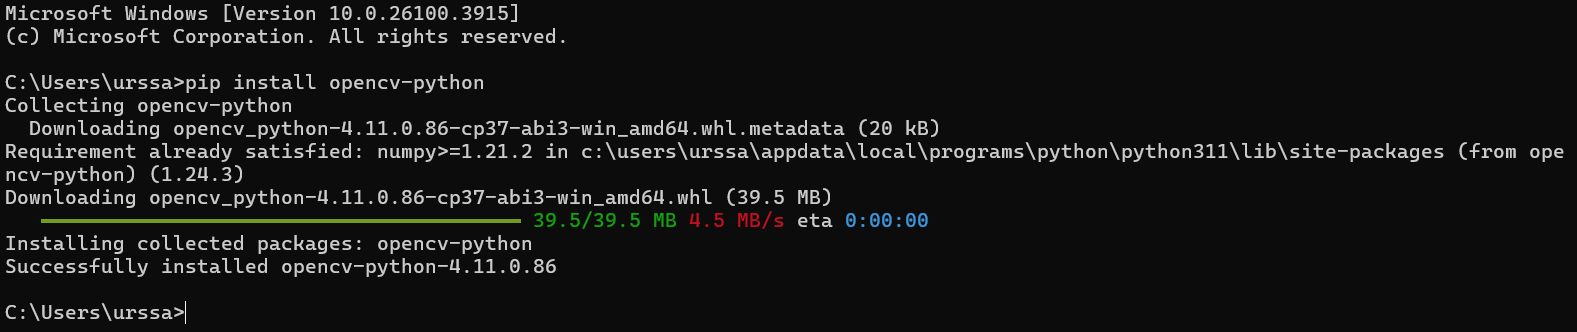 Microsoft Windows [Version 10.0.26100.3915]
(c) Microsoft Corporation. All rights reserved.
C:\Users\urssa>pip install opencv-python
Collecting opencv-python
  Downloading opencv_python-4.11.0.86-cp37-abi3-win_amd64.whl.metadata (20 kB)
Requirement already satisfied: numpy>=1.21.2 in c:\users\urssa\appdata\local\programs\python\python311\lib\site-packages (from ope
ncv-python) (1.24.3)
Downloading opencv_python-4.11.0.86-cp37-abi3-win_amd64.whl (39.5 MB)
39.5/39.5 MB 4.5 MB/s eta 0:00:00
Installing collected packages: opencv-python
Successfully installed opencv-python-4.11.0.86
C:\Users\urssa>